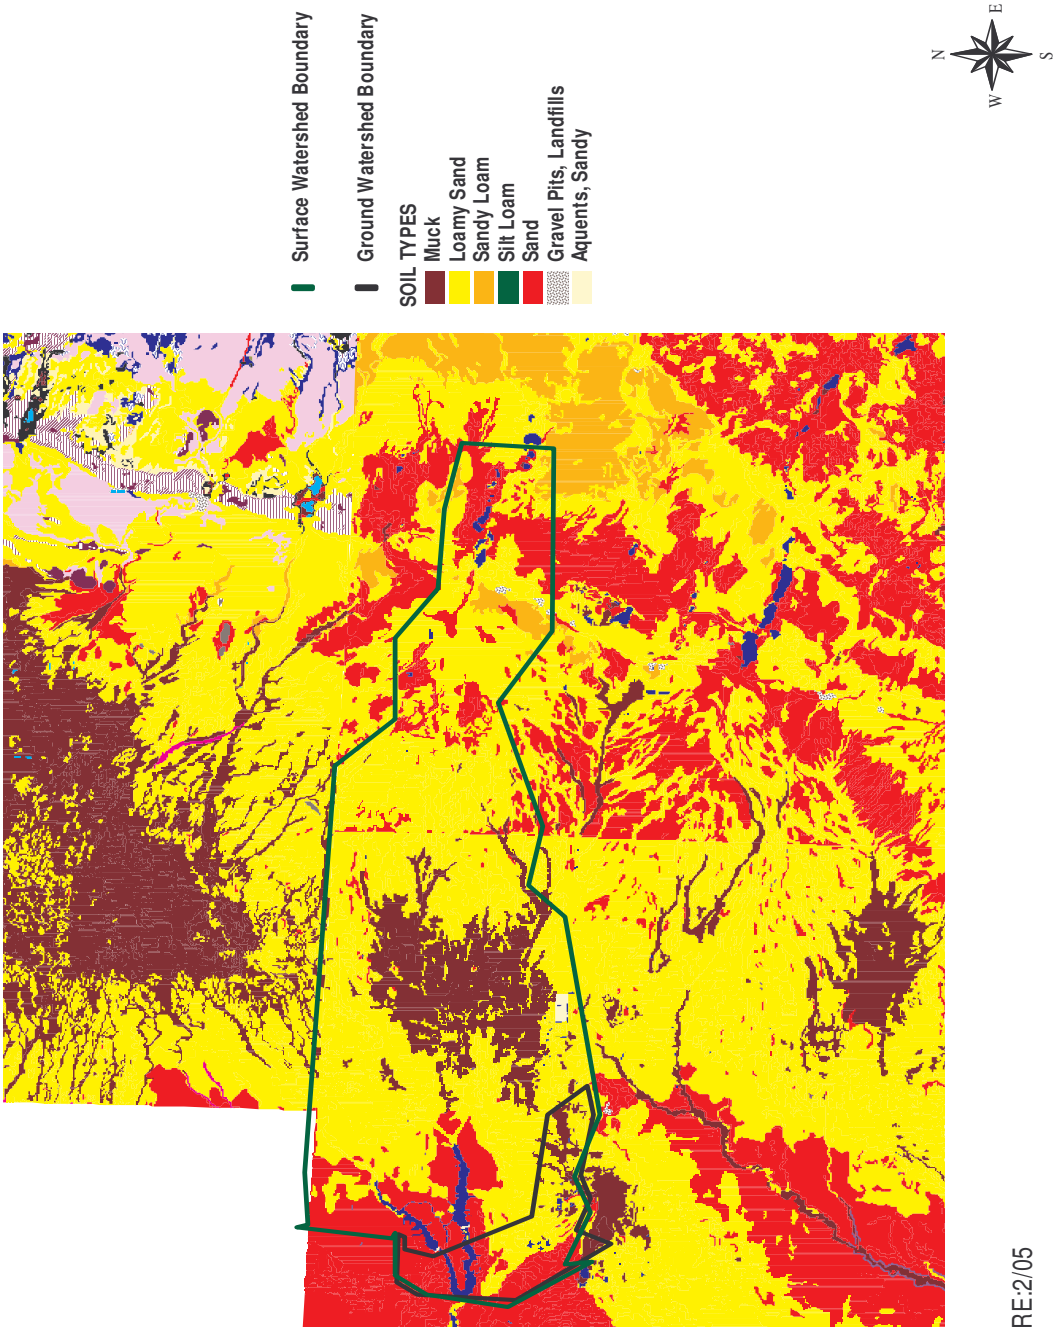 Surface Watershed Boundary
Ground Watershed Boundary
SOIL TYPES
Muck
Loamy Sand
Sandy Loam
Silt Loam
Sand
Gravel Pits, Landfills
Aquents, Sandy
N
E
S
W
RE:2/05